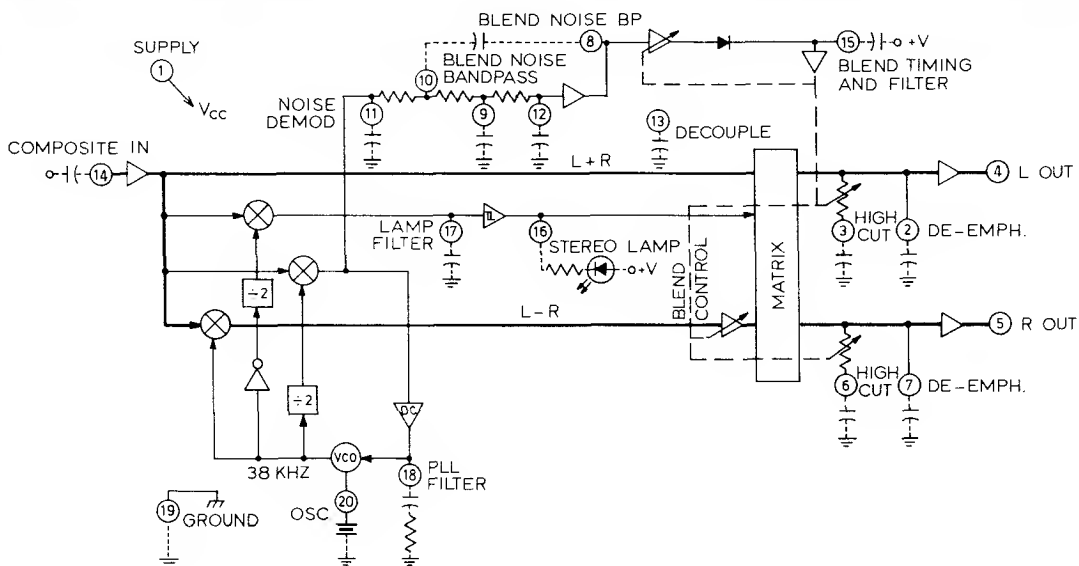 BLEND NOISE BP
8
SUPPLY
1
VCC
10
BLEND NOISE
BANDPASS
15
+V
BLEND TIMING
AND FILTER
NOISE
DEMOD
11
9
12
13
DECOUPLE
COMPOSITE IN
14
L+R
4
L OUT
LAMP
FILTER
17
16
STEREO LAMP
+V
3
HIGH
CUT
2
DE-EMPH.
÷2
BLEND
CONTROL
MATRIX
L-R
5
R OUT
÷2
6
HIGH
CUT
7
DE-EMPH.
DC
VCO
38 KHZ
18
PLL
FILTER
19
GROUND
20
OSC